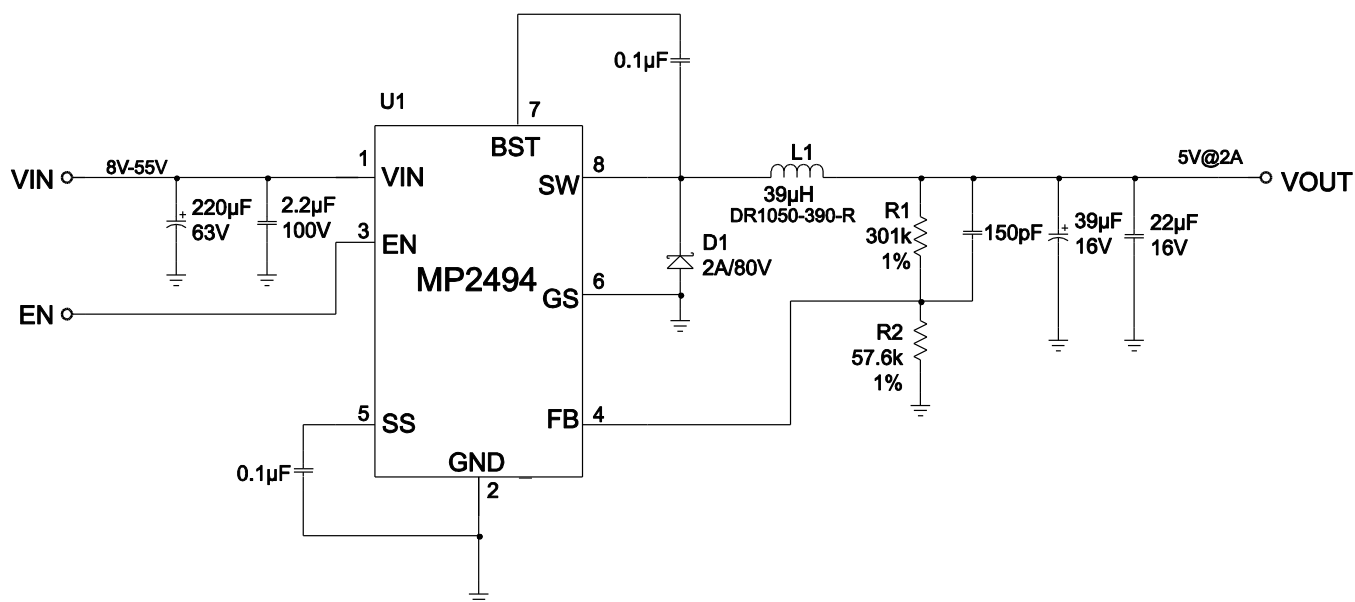 0.1µF
U1
7
BST
VIN
8V-55V
1
VIN
8
SW
L1
39µH
DR1050-390-R
5V@2A
VOUT
220µF
63V
+
2.2µF
100V
3
EN
MP2494
D1
2A/80V
6
GS
R1
301k
1%
150pF
39µF
16V
+
22µF
16V
EN
R2
57.6k
1%
5
SS
FB
4
0.1µF
GND
2